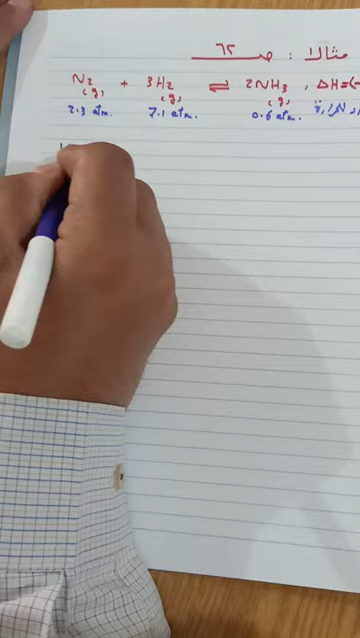 مثال : ص ٦٢
N₂(g) + 3H₂(g) ⇌ 2NH₃(g) , ΔH=(-
2.3 atm. 7.1 atm. 0.6 atm.